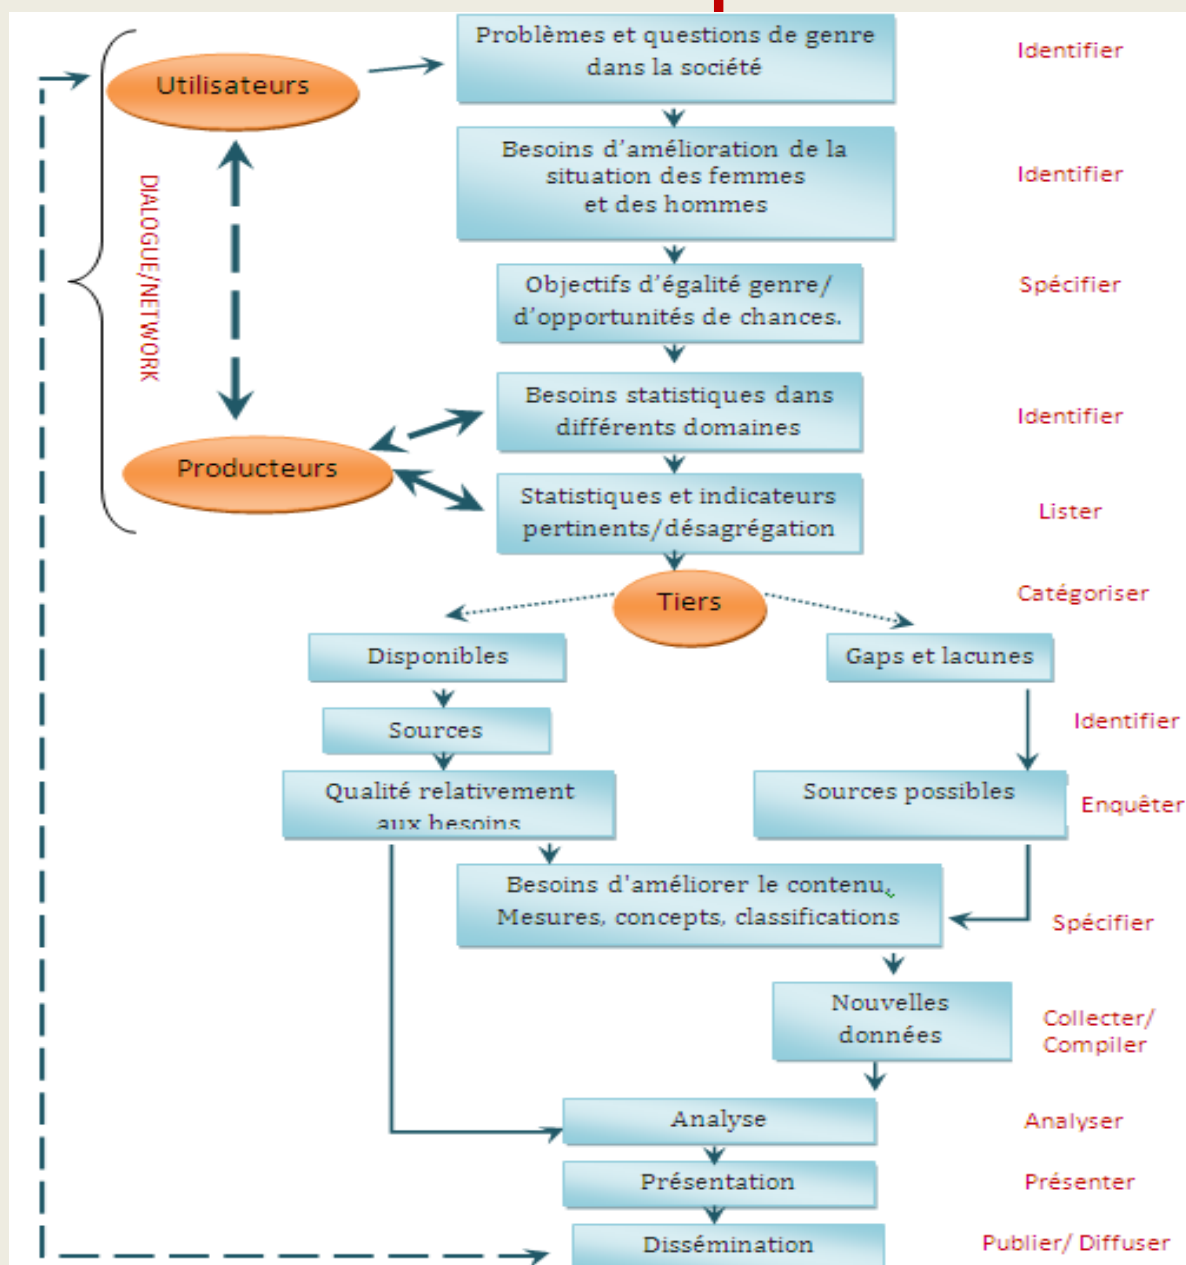 Problèmes et questions de genre
dans la société
Identifier
Utilisateurs
Besoins d'amélioration de la
situation des femmes
et des hommes
Identifier
DIALOGUE/NETWORK
Objectifs d'égalité genre/
d'opportunités de chances.
Spécifier
Besoins statistiques dans
différents domaines
Identifier
Producteurs
Statistiques et indicateurs
pertinents/désagrégation
Lister
Tiers
Catégoriser
Disponibles
Gaps et lacunes
Sources
Identifier
Qualité relativement
aux besoins
Sources possibles
Enquêter
Besoins d'améliorer le contenu,
Mesures, concepts, classifications
Spécifier
Nouvelles
données
Collecter/
Compiler
Analyse
Analyser
Présentation
Présenter
Dissémination
Publier/ Diffuser